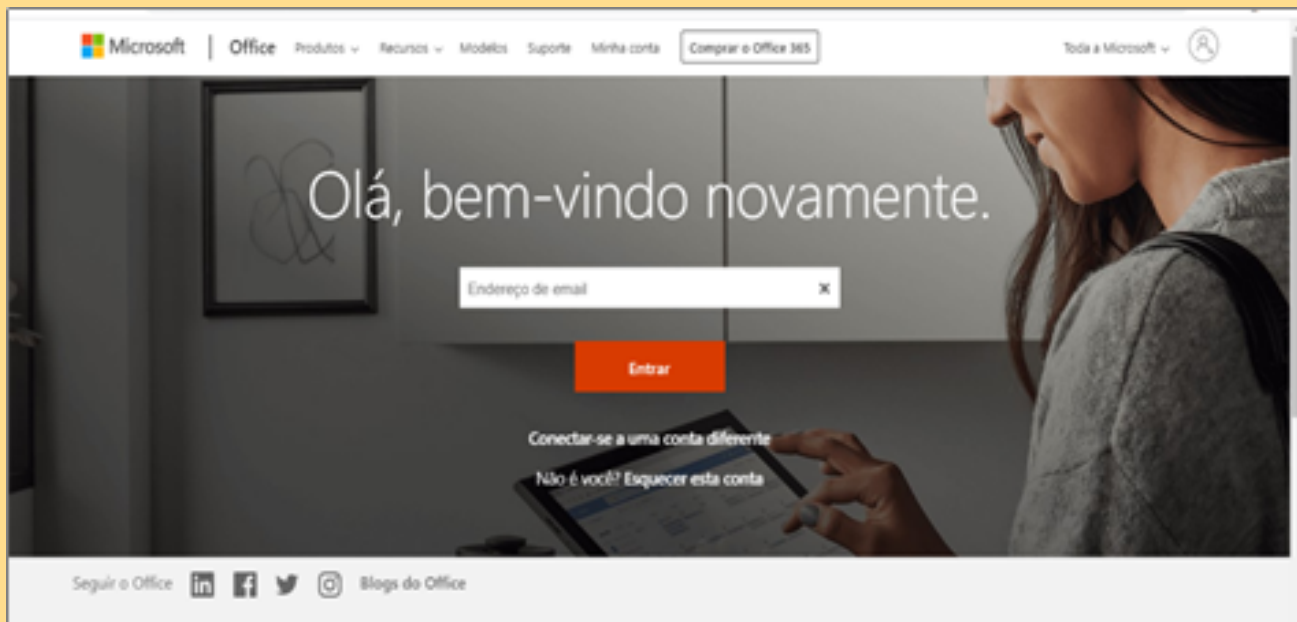 Microsoft | Office Produtos Recursos Modelos Suporte Minha conta Comprar o Office 365 Toda a Microsoft
Olá, bem-vindo novamente.
Endereço de email
Entrar
Conectar-se a uma conta diferente
Não é você? Esquecer esta conta
Seguir o Office in f Blogs do Office